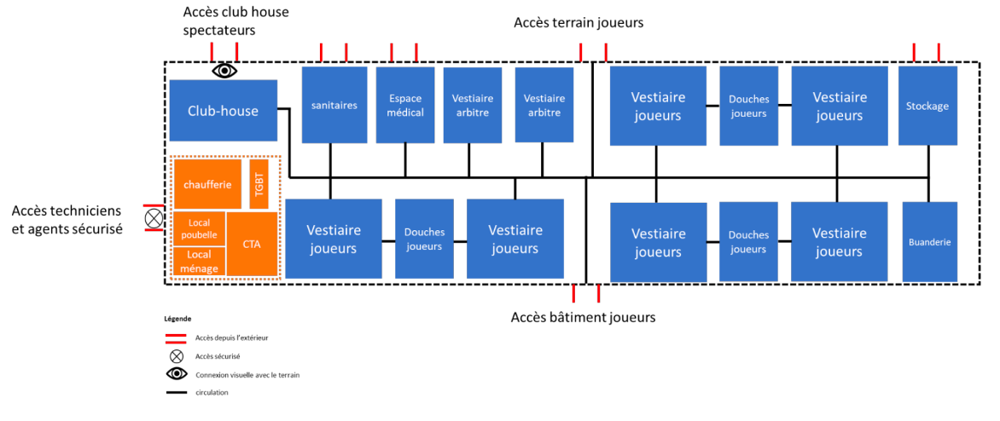 Accès club house
spectateurs
Accès terrain joueurs
Club-house
sanitaires
Espace
médical
Vestiaire
arbitre
Vestiaire
arbitre
Vestiaire
joueurs
Douches
joueurs
Vestiaire
joueurs
Stockage
Accès techniciens
et agents sécurisé
chaufferie
TGBT
Local
poubelle
Local
ménage
CTA
Vestiaire
joueurs
Douches
joueurs
Vestiaire
joueurs
Vestiaire
joueurs
Douches
joueurs
Vestiaire
joueurs
Buanderie
Accès bâtiment joueurs
Légende
Accès depuis l'extérieur
Accès sécurisé
Connexion visuelle avec le terrain
circulation